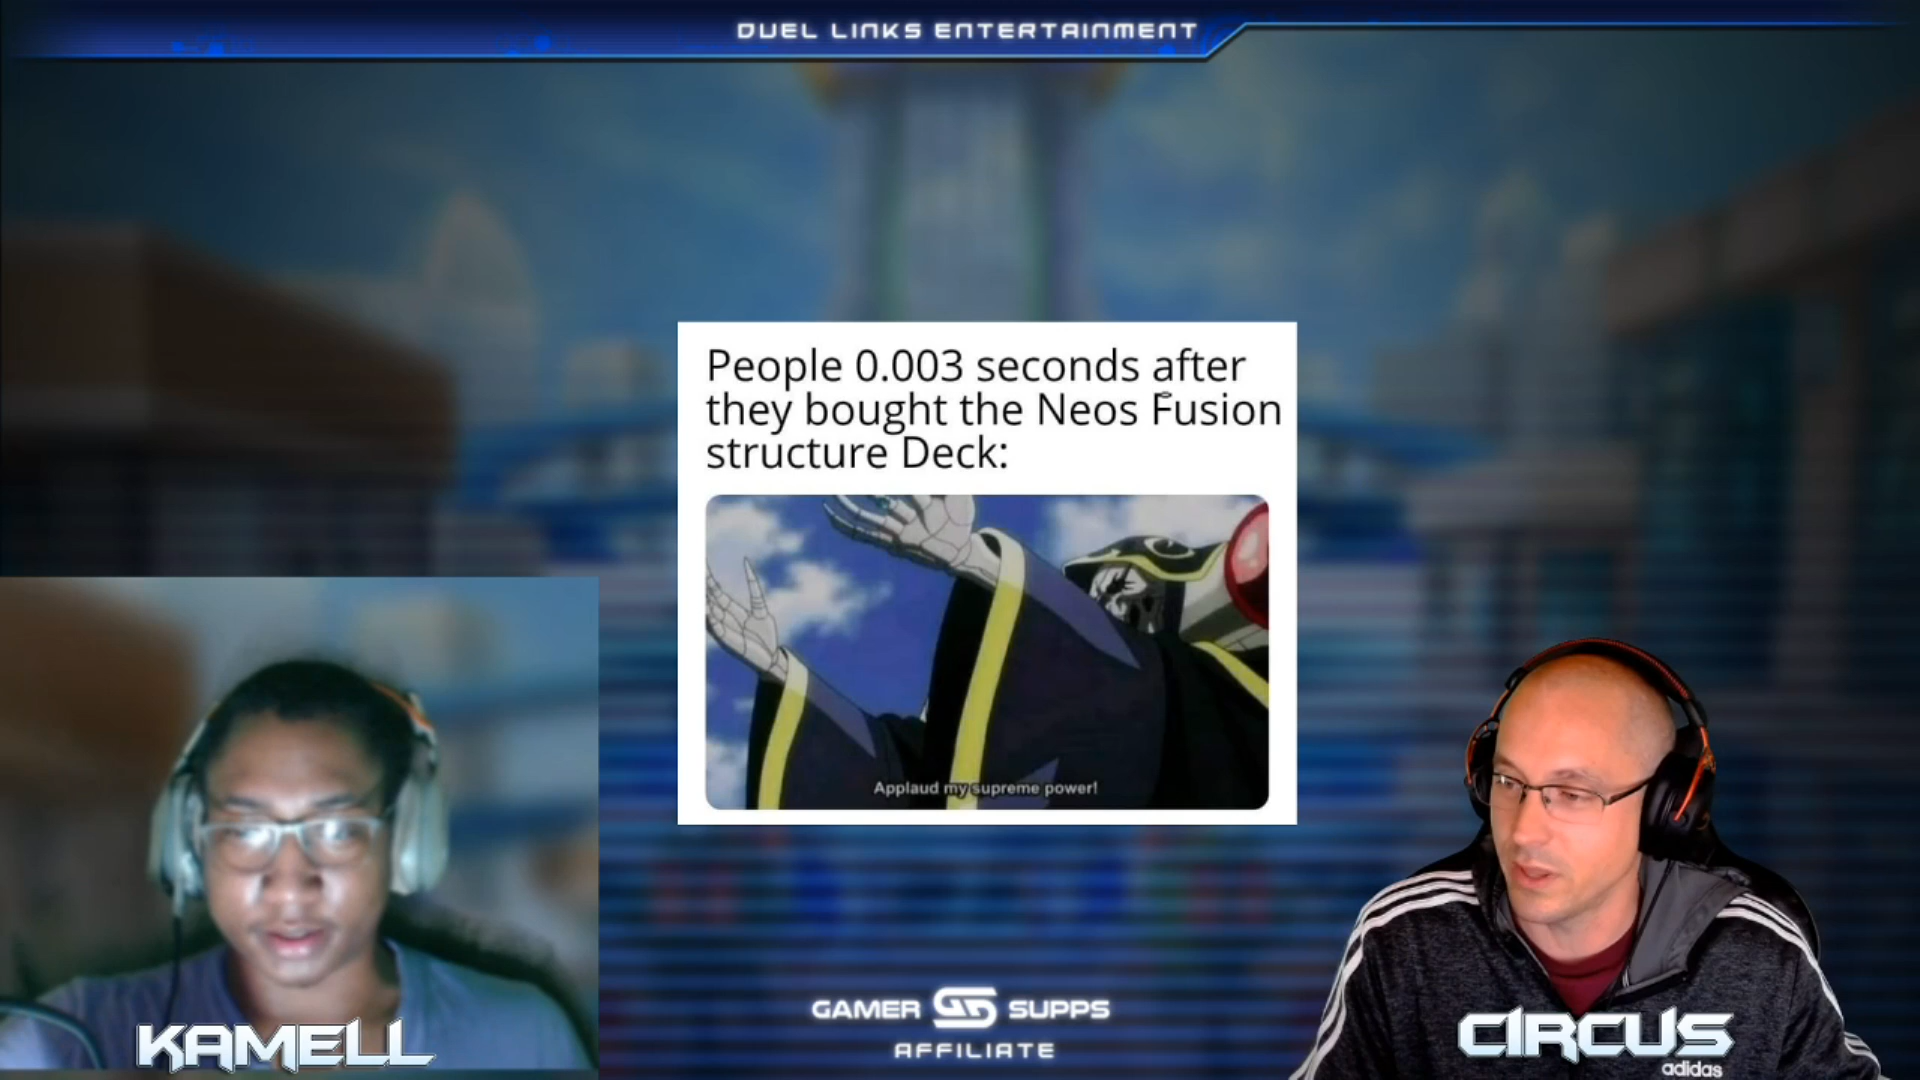 DUEL LINKS ENTERTAINMENT
People 0.003 seconds after
they bought the Neos Fusion
structure Deck:
Applaud my supreme power!
KAMELL
GAMER GS SUPPS
AFFILIATE
CIRCUS
adidas